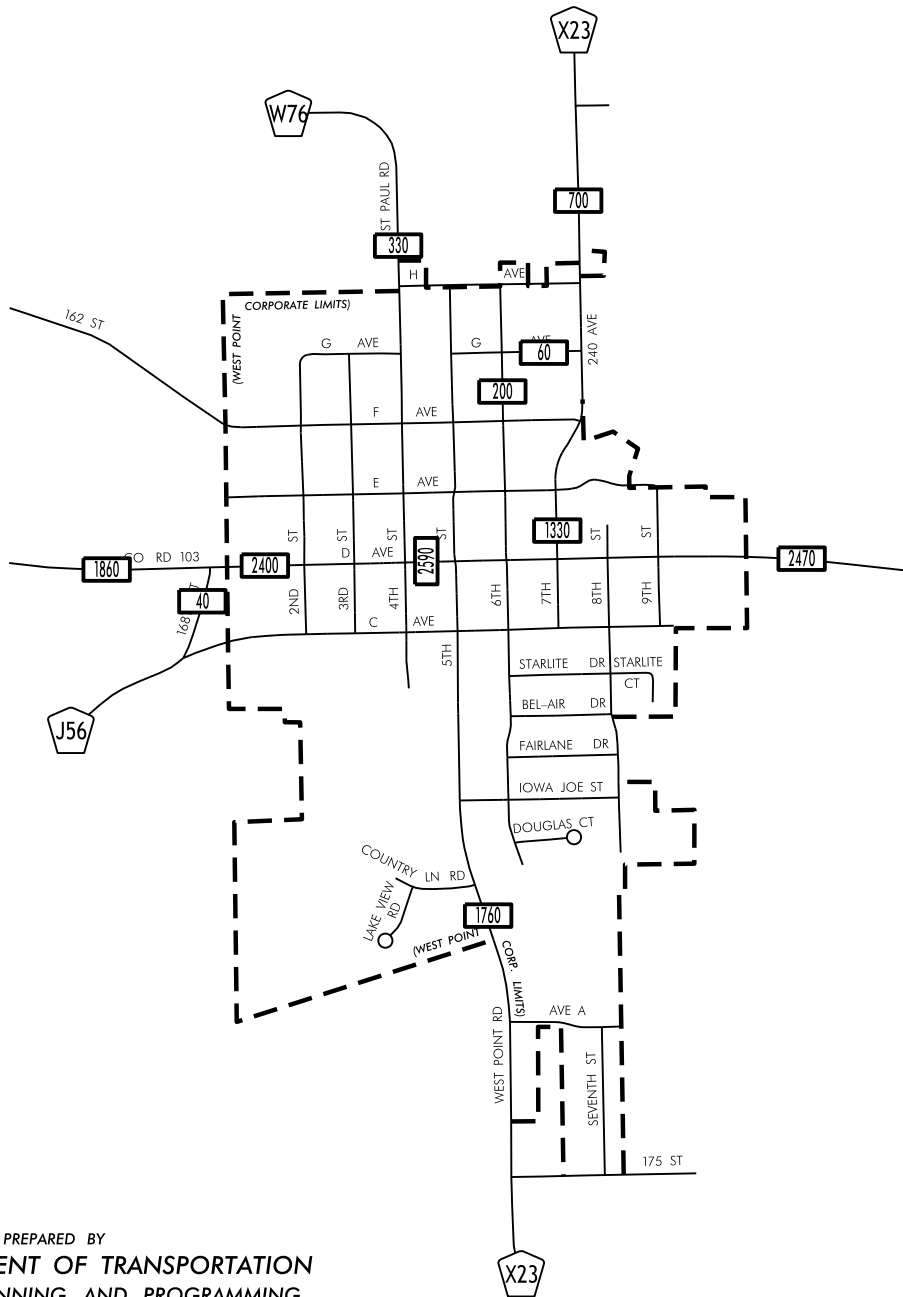 X23
W76
ST PAUL RD
700
330
H AVE
CORPORATE LIMITS)
(WEST POINT
162 ST
G AVE
G AVE
60
240 AVE
200
F AVE
E AVE
1330
ST
ST
ST
ST
ST
ST
CO RD 103
1860
2400
D AVE
2590
2470
40
168
2ND
3RD
4TH
6TH
7TH
8TH
9TH
C AVE
5TH
STARLITE DR
STARLITE CT
BEL-AIR DR
J56
FAIRLANE DR
IOWA JOE ST
DOUGLAS CT
COUNTRY LN RD
LAKE VIEW RD
1760
(WEST POINT
CORP. LIMITS)
AVE A
WEST POINT RD
SEVENTH ST
175 ST
PREPARED BY
ENT OF TRANSPORTATION
NNING AND PROGRAMMING
X23